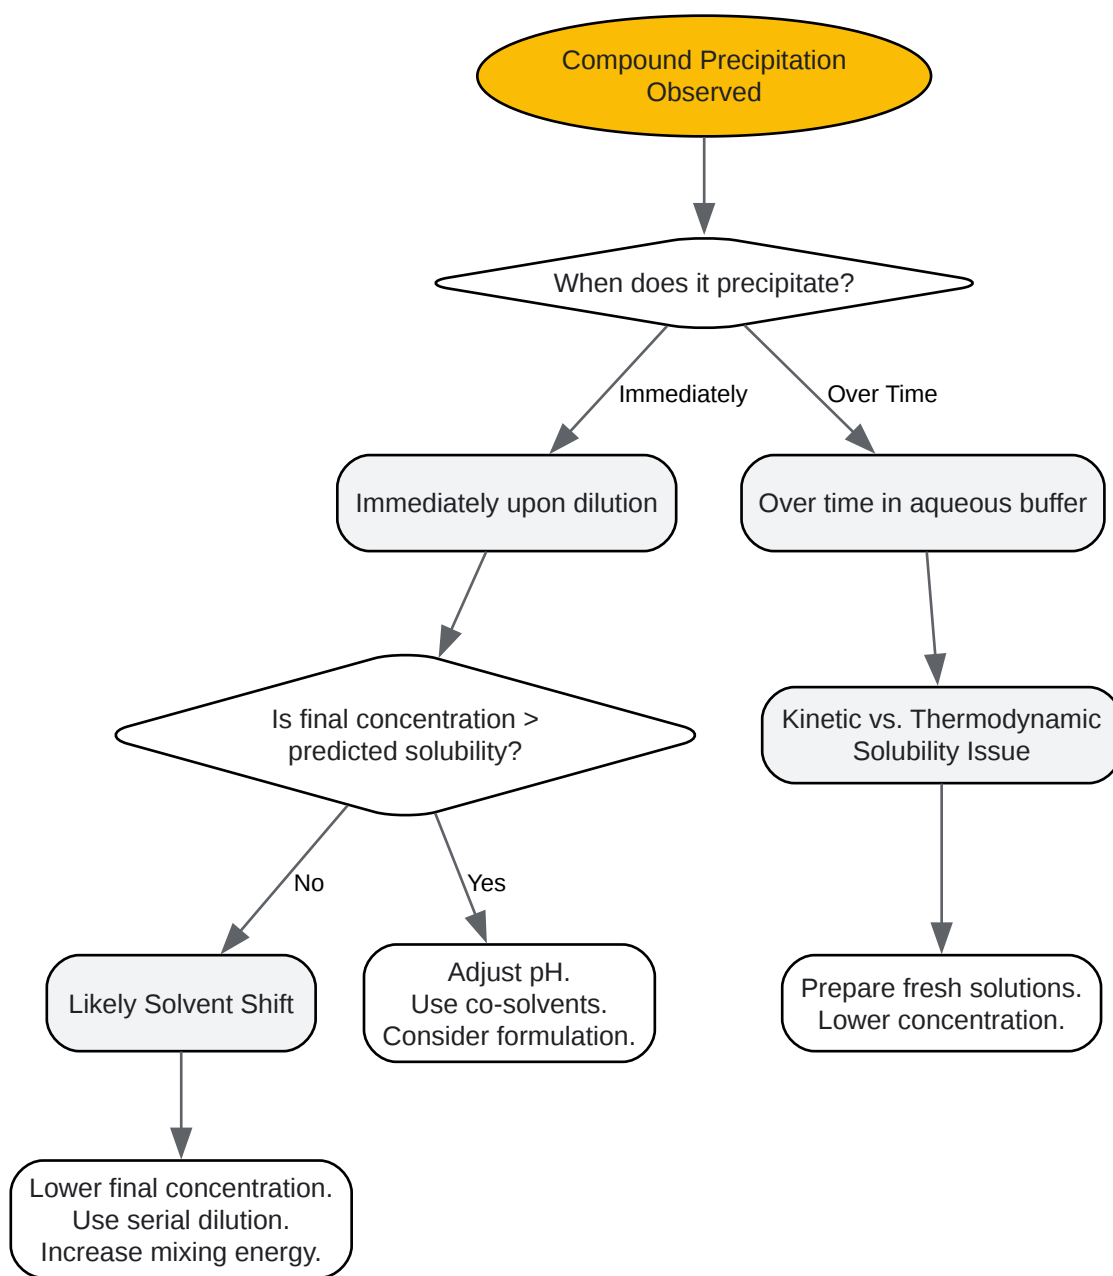 Compound Precipitation
Observed
When does it precipitate?
Immediately
Over Time
Immediately upon dilution
Over time in aqueous buffer
Is final concentration >
predicted solubility?
Kinetic vs. Thermodynamic
Solubility Issue
No
Yes
Likely Solvent Shift
Adjust pH.
Use co-solvents.
Consider formulation.
Prepare fresh solutions.
Lower concentration.
Lower final concentration.
Use serial dilution.
Increase mixing energy.